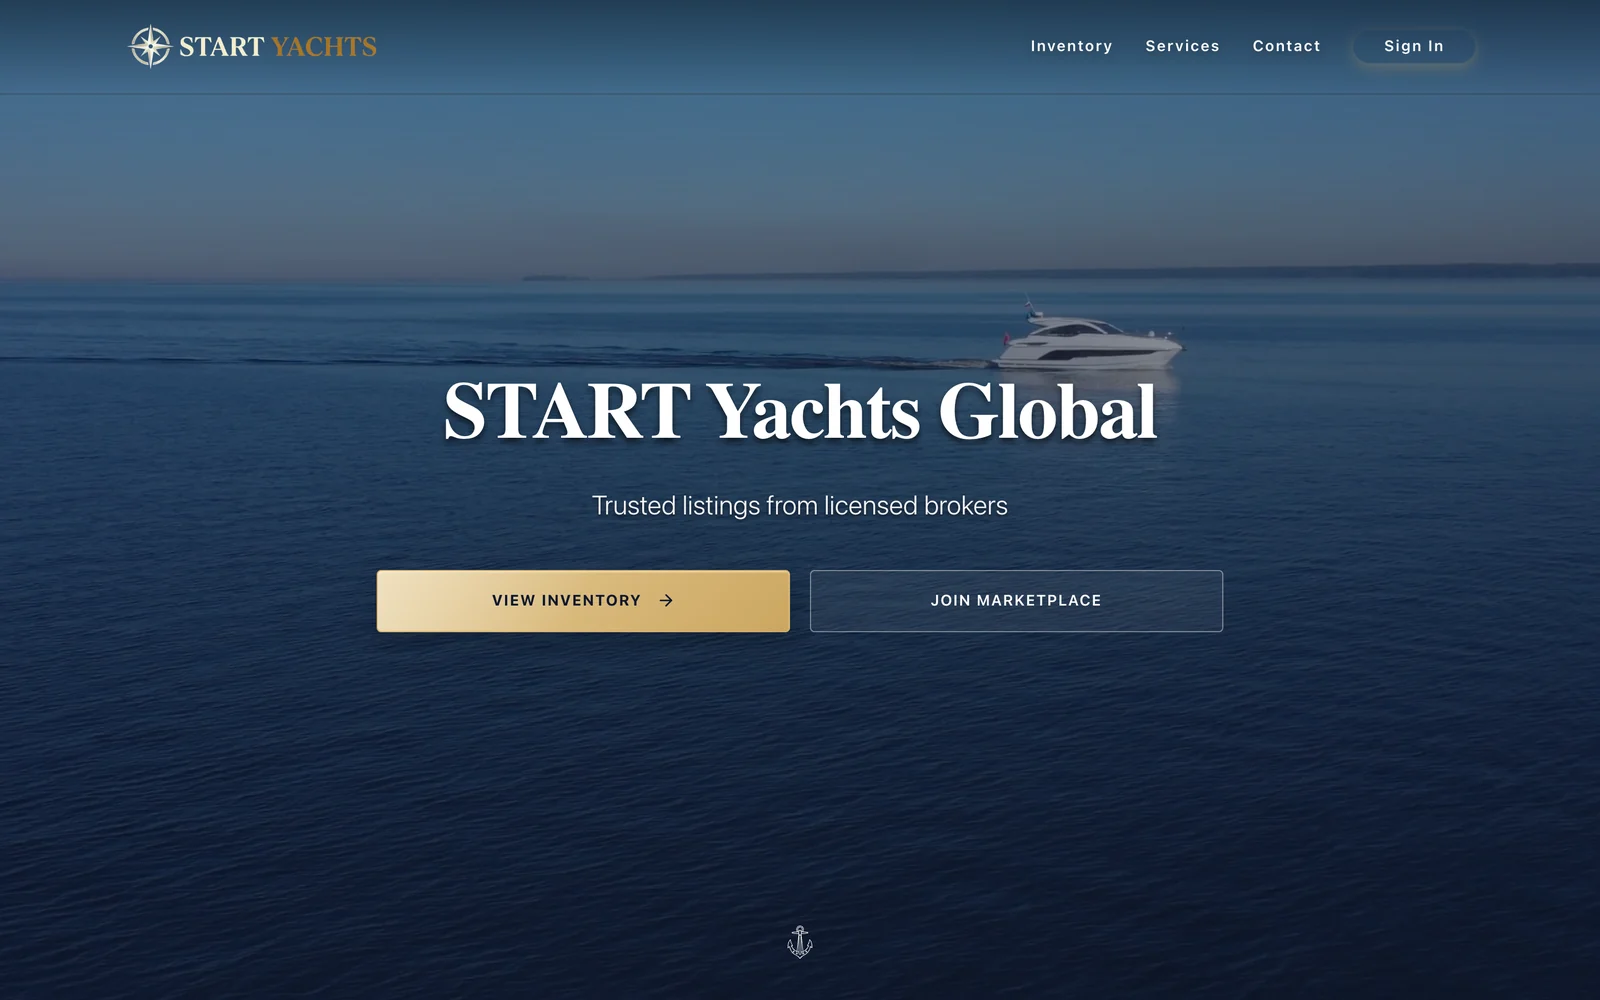 START YACHTS
Inventory
Services
Contact
Sign In
START Yachts Global
Trusted listings from licensed brokers
VIEW INVENTORY →
JOIN MARKETPLACE